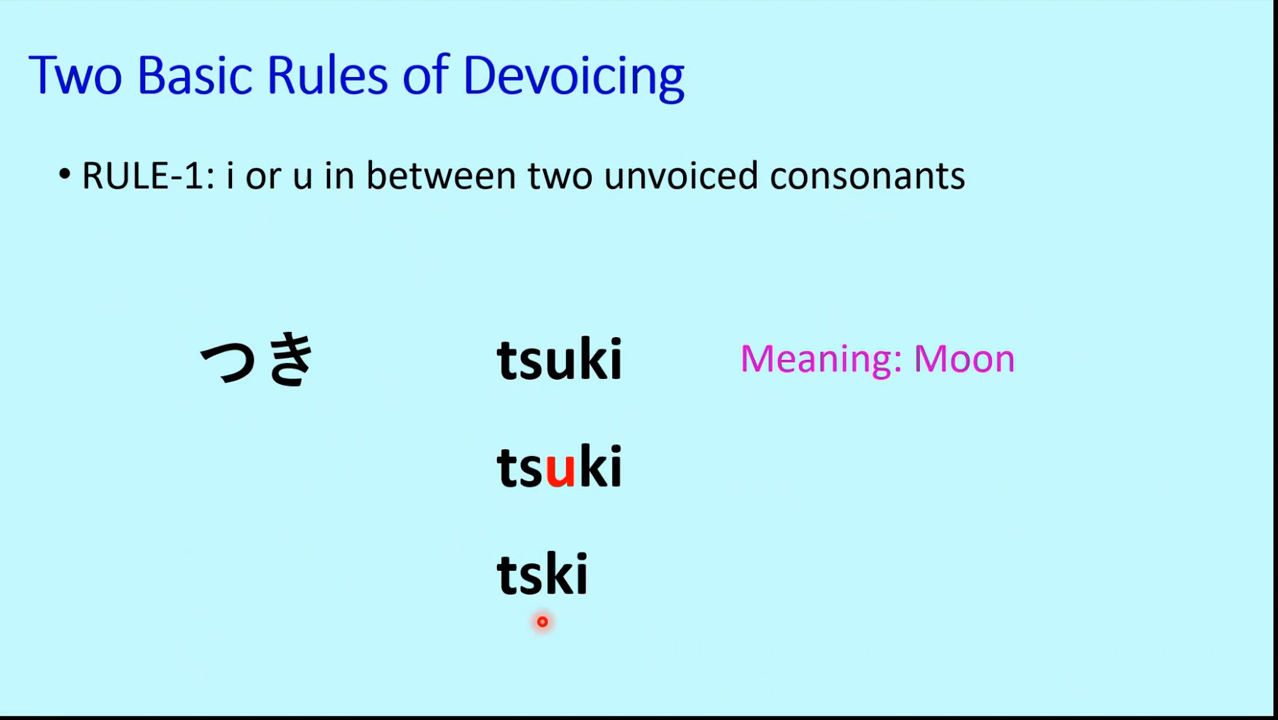 Two Basic Rules of Devoicing
• RULE-1: i or u in between two unvoiced consonants
つき tsuki Meaning: Moon
tsuki
tski